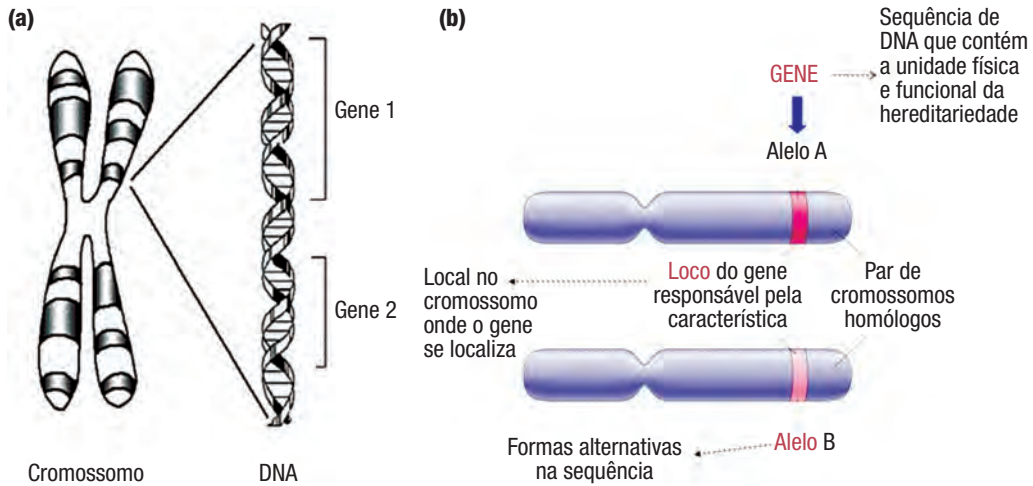 (a)
Gene 1
Gene 2
Cromossomo
DNA
(b)
Sequência de
DNA que contém
a unidade física
e funcional da
hereditariedade
GENE
Alelo A
Local no
cromossomo
onde o gene
se localiza
Loco do gene
responsável pela
característica
Par de
cromossomos
homólogos
Formas alternativas
na sequência
Alelo B